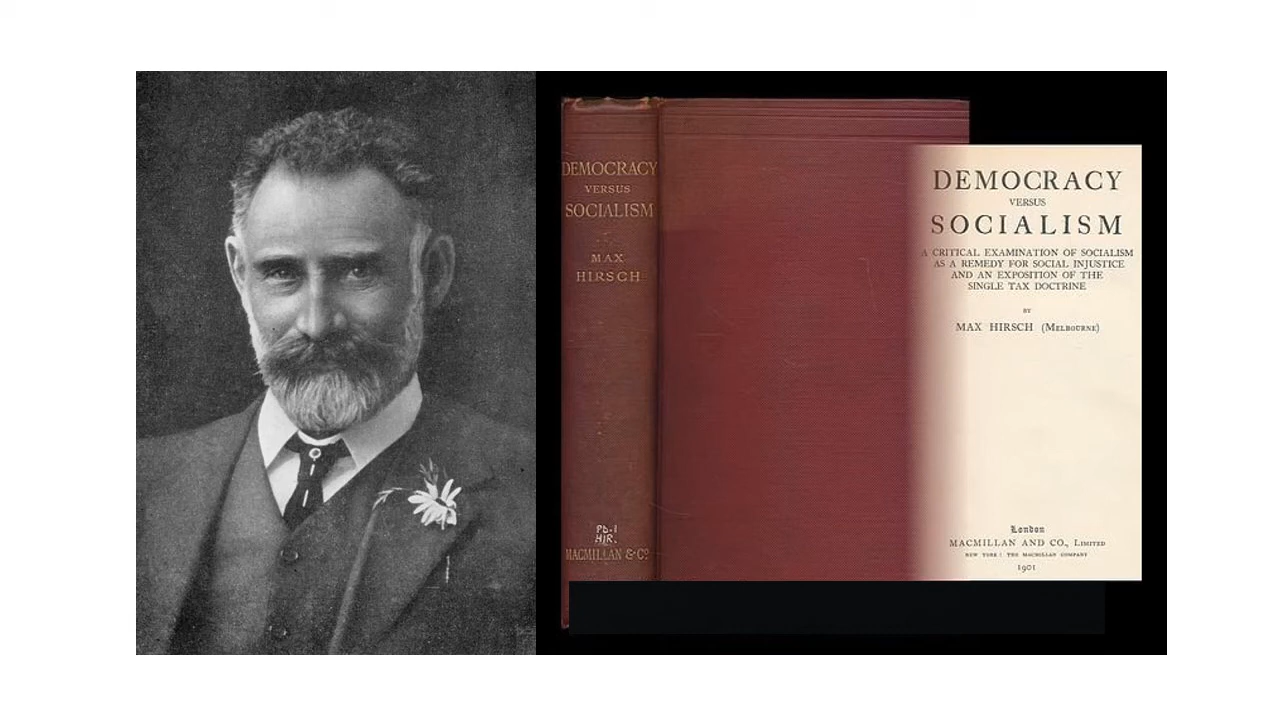 DEMOCRACY
VERSUS
SOCIALISM
MAX
HIRSCH
PD.1
HIR.
MACMILLAN & Co
DEMOCRACY
VERSUS
SOCIALISM
A CRITICAL EXAMINATION OF SOCIALISM
AS A REMEDY FOR SOCIAL INJUSTICE
AND AN EXPOSITION OF THE
SINGLE TAX DOCTRINE
BY
MAX HIRSCH (MELBOURNE)
London
MACMILLAN AND CO., LIMITED
NEW YORK: THE MACMILLAN COMPANY
1901